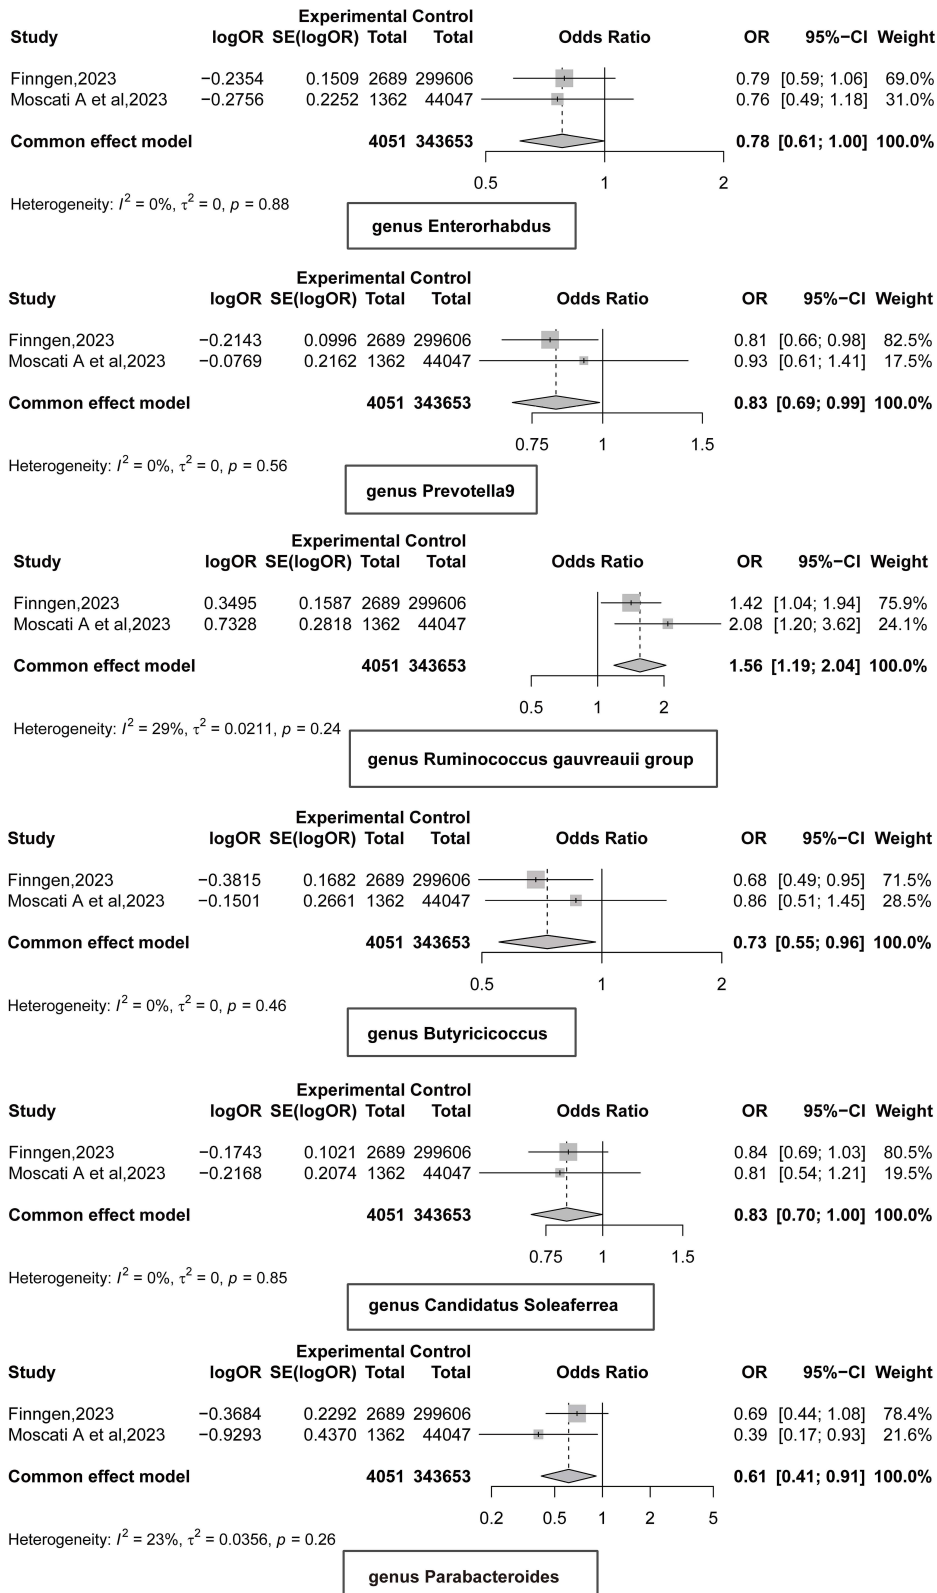 Experimental Control
Study logOR SE(logOR) Total Total Odds Ratio OR 95%−CI Weight
Finngen,2023 −0.2354 0.1509 2689 299606 0.79 [0.59; 1.06] 69.0%
Moscati A et al,2023 −0.2756 0.2252 1362 44047 0.76 [0.49; 1.18] 31.0%
Common effect model 4051 343653 0.78 [0.61; 1.00] 100.0%
0.5 1 2
Heterogeneity: I² = 0%, τ² = 0, p = 0.88
genus Enterorhabdus
Experimental Control
Study logOR SE(logOR) Total Total Odds Ratio OR 95%−CI Weight
Finngen,2023 −0.2143 0.0996 2689 299606 0.81 [0.66; 0.98] 82.5%
Moscati A et al,2023 −0.0769 0.2162 1362 44047 0.93 [0.61; 1.41] 17.5%
Common effect model 4051 343653 0.83 [0.69; 0.99] 100.0%
0.75 1 1.5
Heterogeneity: I² = 0%, τ² = 0, p = 0.56
genus Prevotella9
Experimental Control
Study logOR SE(logOR) Total Total Odds Ratio OR 95%−CI Weight
Finngen,2023 0.3495 0.1587 2689 299606 1.42 [1.04; 1.94] 75.9%
Moscati A et al,2023 0.7328 0.2818 1362 44047 2.08 [1.20; 3.62] 24.1%
Common effect model 4051 343653 1.56 [1.19; 2.04] 100.0%
0.5 1 2
Heterogeneity: I² = 29%, τ² = 0.0211, p = 0.24
genus Ruminococcus gauvreauii group
Experimental Control
Study logOR SE(logOR) Total Total Odds Ratio OR 95%−CI Weight
Finngen,2023 −0.3815 0.1682 2689 299606 0.68 [0.49; 0.95] 71.5%
Moscati A et al,2023 −0.1501 0.2661 1362 44047 0.86 [0.51; 1.45] 28.5%
Common effect model 4051 343653 0.73 [0.55; 0.96] 100.0%
0.5 1 2
Heterogeneity: I² = 0%, τ² = 0, p = 0.46
genus Butyricicoccus
Experimental Control
Study logOR SE(logOR) Total Total Odds Ratio OR 95%−CI Weight
Finngen,2023 −0.1743 0.1021 2689 299606 0.84 [0.69; 1.03] 80.5%
Moscati A et al,2023 −0.2168 0.2074 1362 44047 0.81 [0.54; 1.21] 19.5%
Common effect model 4051 343653 0.83 [0.70; 1.00] 100.0%
0.75 1 1.5
Heterogeneity: I² = 0%, τ² = 0, p = 0.85
genus Candidatus Soleaferrea
Experimental Control
Study logOR SE(logOR) Total Total Odds Ratio OR 95%−CI Weight
Finngen,2023 −0.3684 0.2292 2689 299606 0.69 [0.44; 1.08] 78.4%
Moscati A et al,2023 −0.9293 0.4370 1362 44047 0.39 [0.17; 0.93] 21.6%
Common effect model 4051 343653 0.61 [0.41; 0.91] 100.0%
0.2 0.5 1 2 5
Heterogeneity: I² = 23%, τ² = 0.0356, p = 0.26
genus Parabacteroides